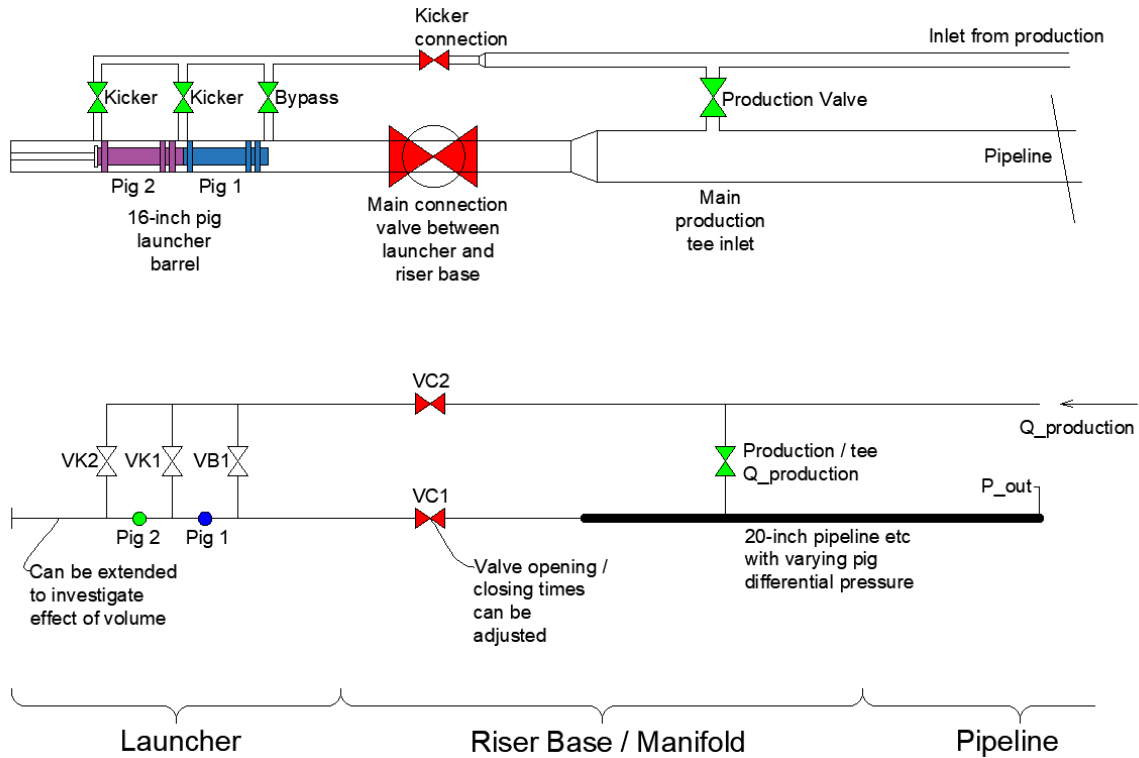 Kicker
connection
Inlet from production
Kicker
Kicker
Bypass
Production Valve
Pipeline
Pig 2
Pig 1
16-inch pig
launcher
barrel
Main connection
valve between
launcher and
riser base
Main
production
tee inlet
VC2
Q_production
VK2
VK1
VB1
Production / tee
Q_production
P_out
VC1
Pig 2
Pig 1
20-inch pipeline etc
with varying pig
differential pressure
Can be extended
to investigate
effect of volume
Valve opening /
closing times
can be
adjusted
Launcher
Riser Base / Manifold
Pipeline